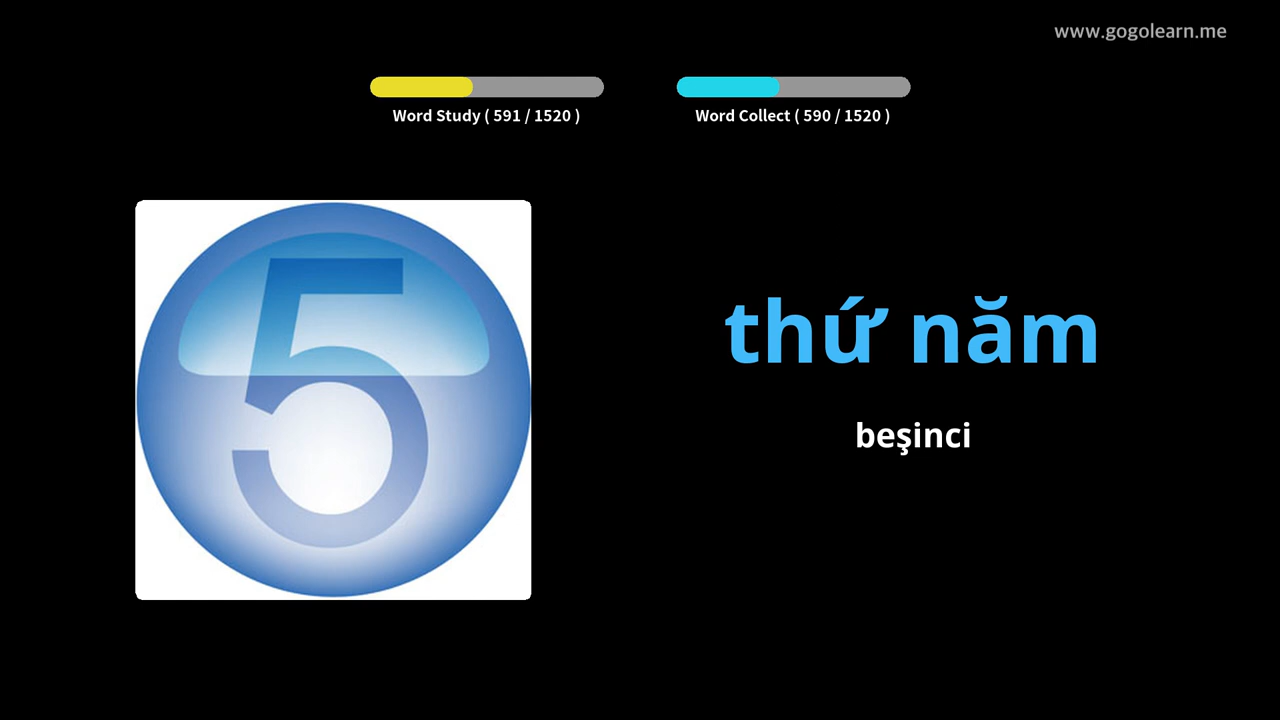 www.gogolearn.me
Word Study ( 591 / 1520 )
Word Collect ( 590 / 1520 )
5
thứ năm
beşinci